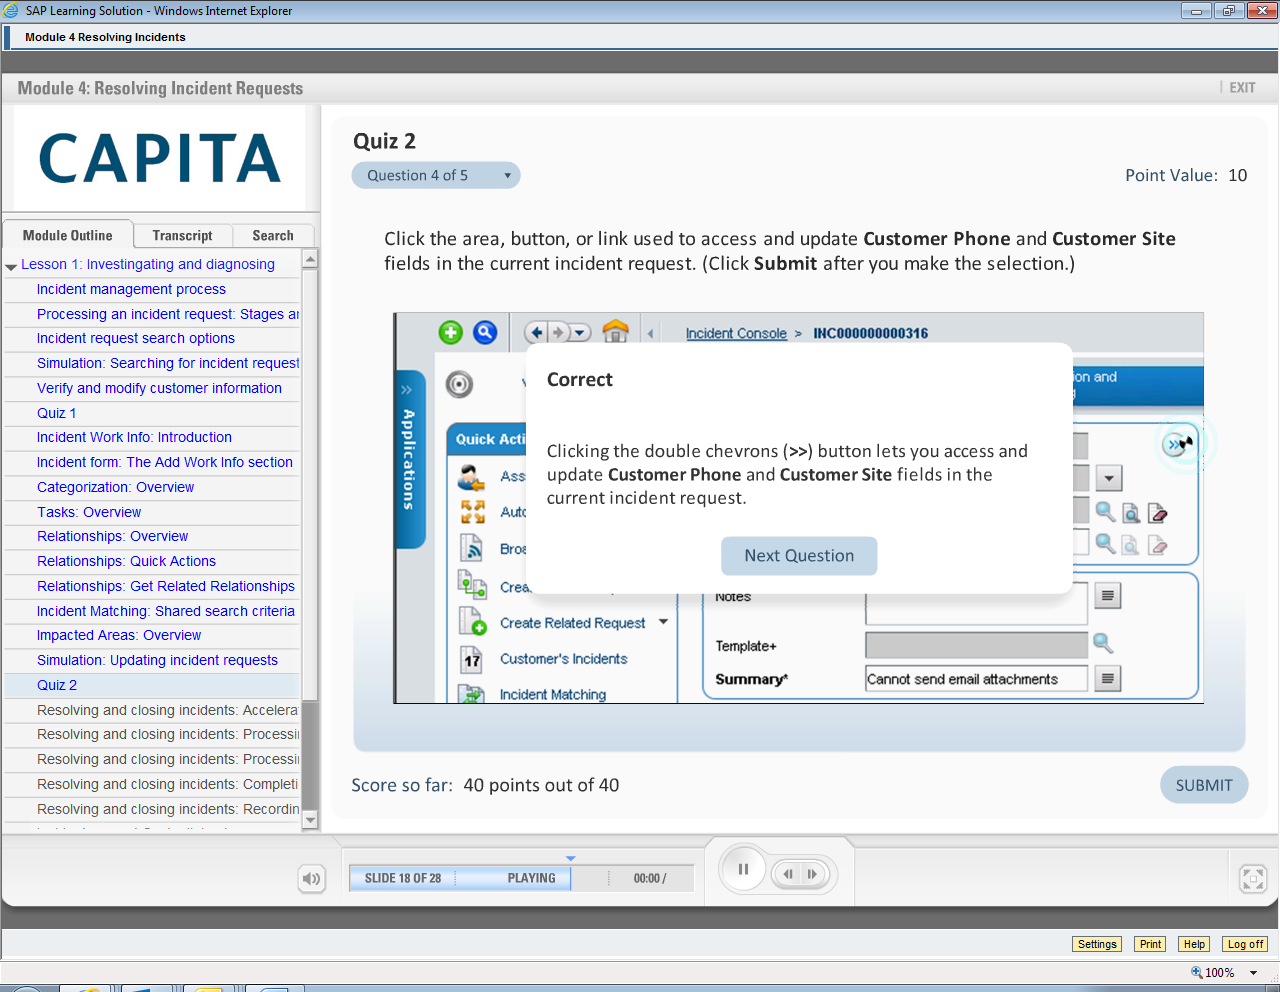 SAP Learning Solution - Windows Internet Explorer
Module 4 Resolving Incidents
Module 4: Resolving Incident Requests
EXIT
CAPITA
Module Outline
Transcript
Search
Lesson 1: Investingating and diagnosing
Incident management process
Processing an incident request: Stages
Incident request search options
Simulation: Searching for incident request
Verify and modify customer information
Quiz 1
Incident Work Info: Introduction
Incident form: The Add Work Info section
Categorization: Overview
Tasks: Overview
Relationships: Overview
Relationships: Quick Actions
Relationships: Get Related Relationships
Incident Matching: Shared search criteria
Impacted Areas: Overview
Simulation: Updating incident requests
Quiz 2
Resolving and closing incidents: Accelera
Resolving and closing incidents: Processi
Resolving and closing incidents: Processi
Resolving and closing incidents: Completi
Resolving and closing incidents: Recordin
Quiz 2
Question 4 of 5
Point Value: 10
Click the area, button, or link used to access and update Customer Phone and Customer Site
fields in the current incident request. (Click Submit after you make the selection.)
Incident Console > INC000000000316
ion and
Applications
Quick Acti
Ass
Auto
Broa
Crea
Create Related Request
17
Customer's Incidents
Incident Matching
Correct
Clicking the double chevrons (>>) button lets you access and
update Customer Phone and Customer Site fields in the
current incident request.
Next Question
Notes
Template+
Summary*
Cannot send email attachments
Score so far: 40 points out of 40
SUBMIT
SLIDE 18 OF 28
PLAYING
00:00 /
Settings
Print
Help
Log off
100%